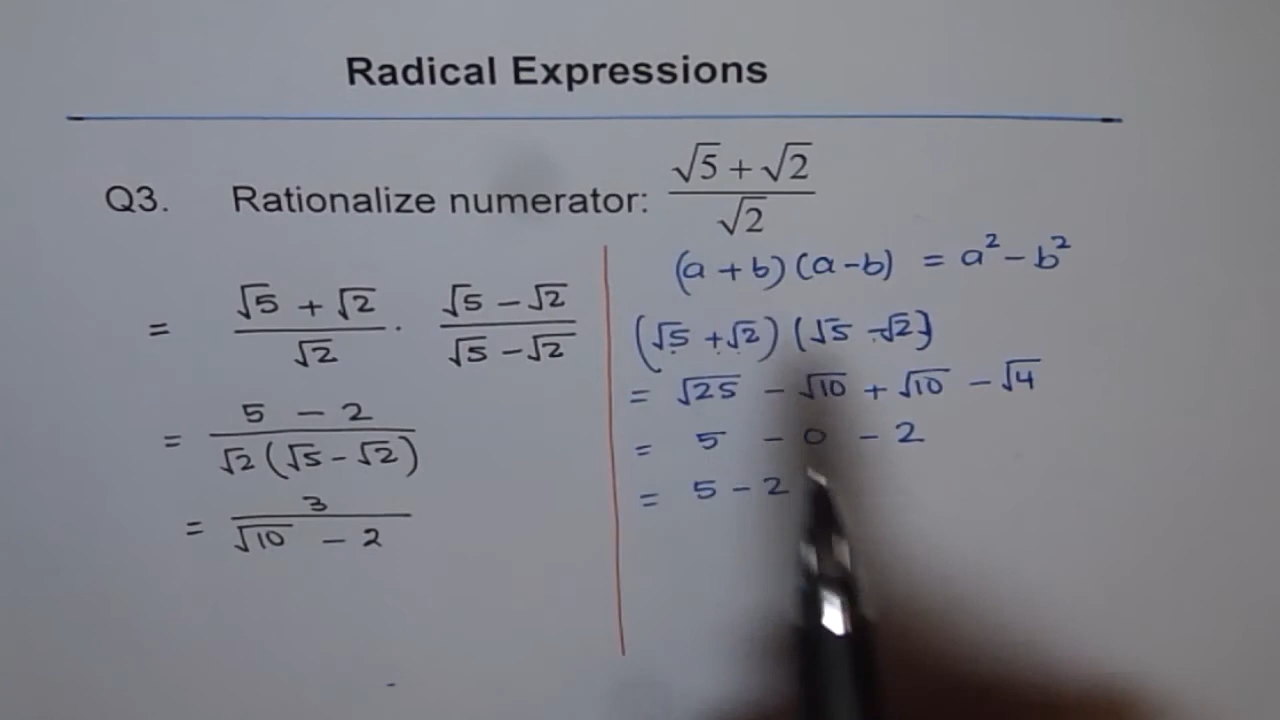 Radical Expressions
Q3. Rationalize numerator: (√5 + √2)/√2
= (√5 + √2)/√2 · (√5 − √2)/(√5 − √2)
= (5 − 2)/(√2(√5 − √2))
= 3/(√10 − 2)
(a + b)(a − b) = a² − b²
(√5 + √2)(√5 − √2)
= √25 − √10 + √10 − √4
= 5 − 0 − 2
= 5 − 2